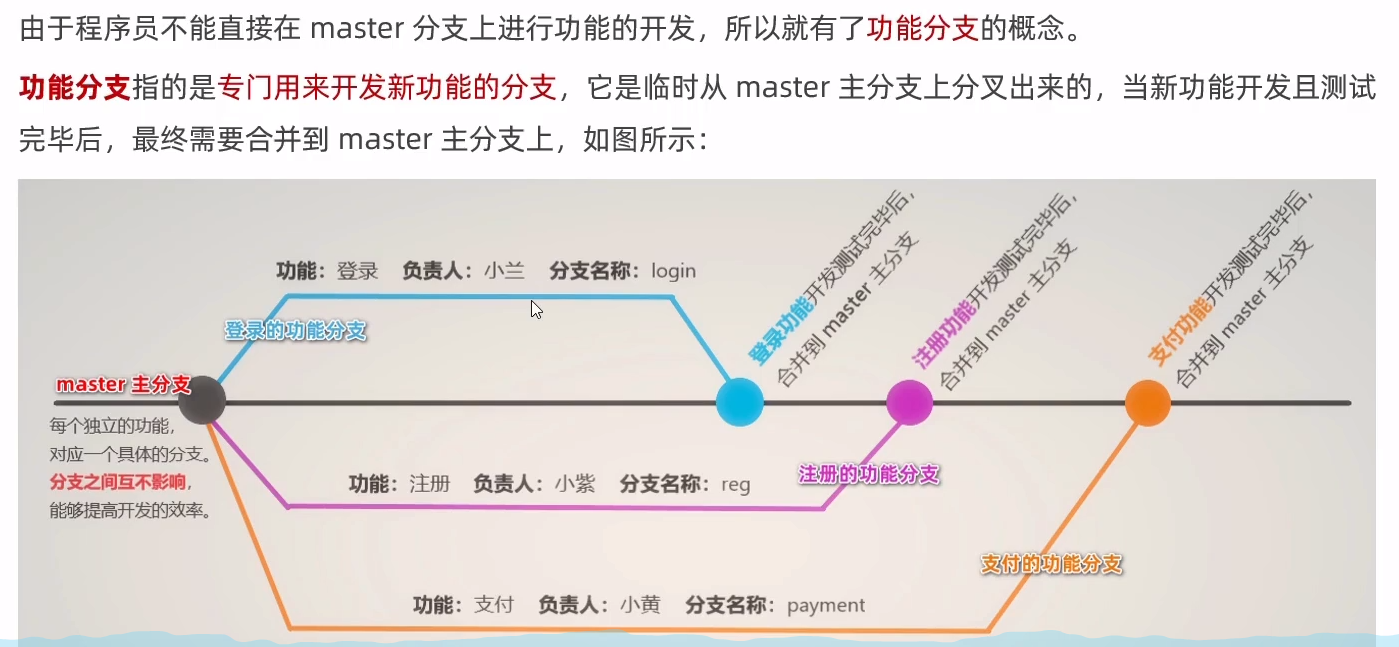 由于程序员不能直接在 master 分支上进行功能的开发，所以就有了功能分支的概念。
功能分支指的是专门用来开发新功能的分支，它是临时从 master 主分支上分叉出来的，当新功能开发且测试
完毕后，最终需要合并到 master 主分支上，如图所示：
功能：登录 负责人：小兰 分支名称：login
登录的功能分支
登录功能开发测试完毕后，
合并到 master 主分支
注册功能开发测试完毕后，
合并到 master 主分支
支付功能开发测试完毕后，
合并到 master 主分支
master 主分支
每个独立的功能，
对应一个具体的分支。
分支之间互不影响，
能够提高开发的效率。
功能：注册 负责人：小紫 分支名称：reg
注册的功能分支
支付的功能分支
功能：支付 负责人：小黄 分支名称：payment